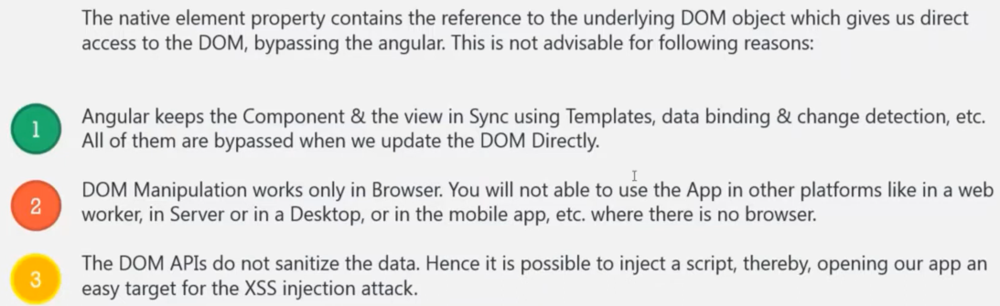 The native element property contains the reference to the underlying DOM object which gives us direct
access to the DOM, bypassing the angular. This is not advisable for following reasons:
1
Angular keeps the Component & the view in Sync using Templates, data binding & change detection, etc.
All of them are bypassed when we update the DOM Directly.
2
DOM Manipulation works only in Browser. You will not able to use the App in other platforms like in a web
worker, in Server or in a Desktop, or in the mobile app, etc. where there is no browser.
3
The DOM APIs do not sanitize the data. Hence it is possible to inject a script, thereby, opening our app an
easy target for the XSS injection attack.